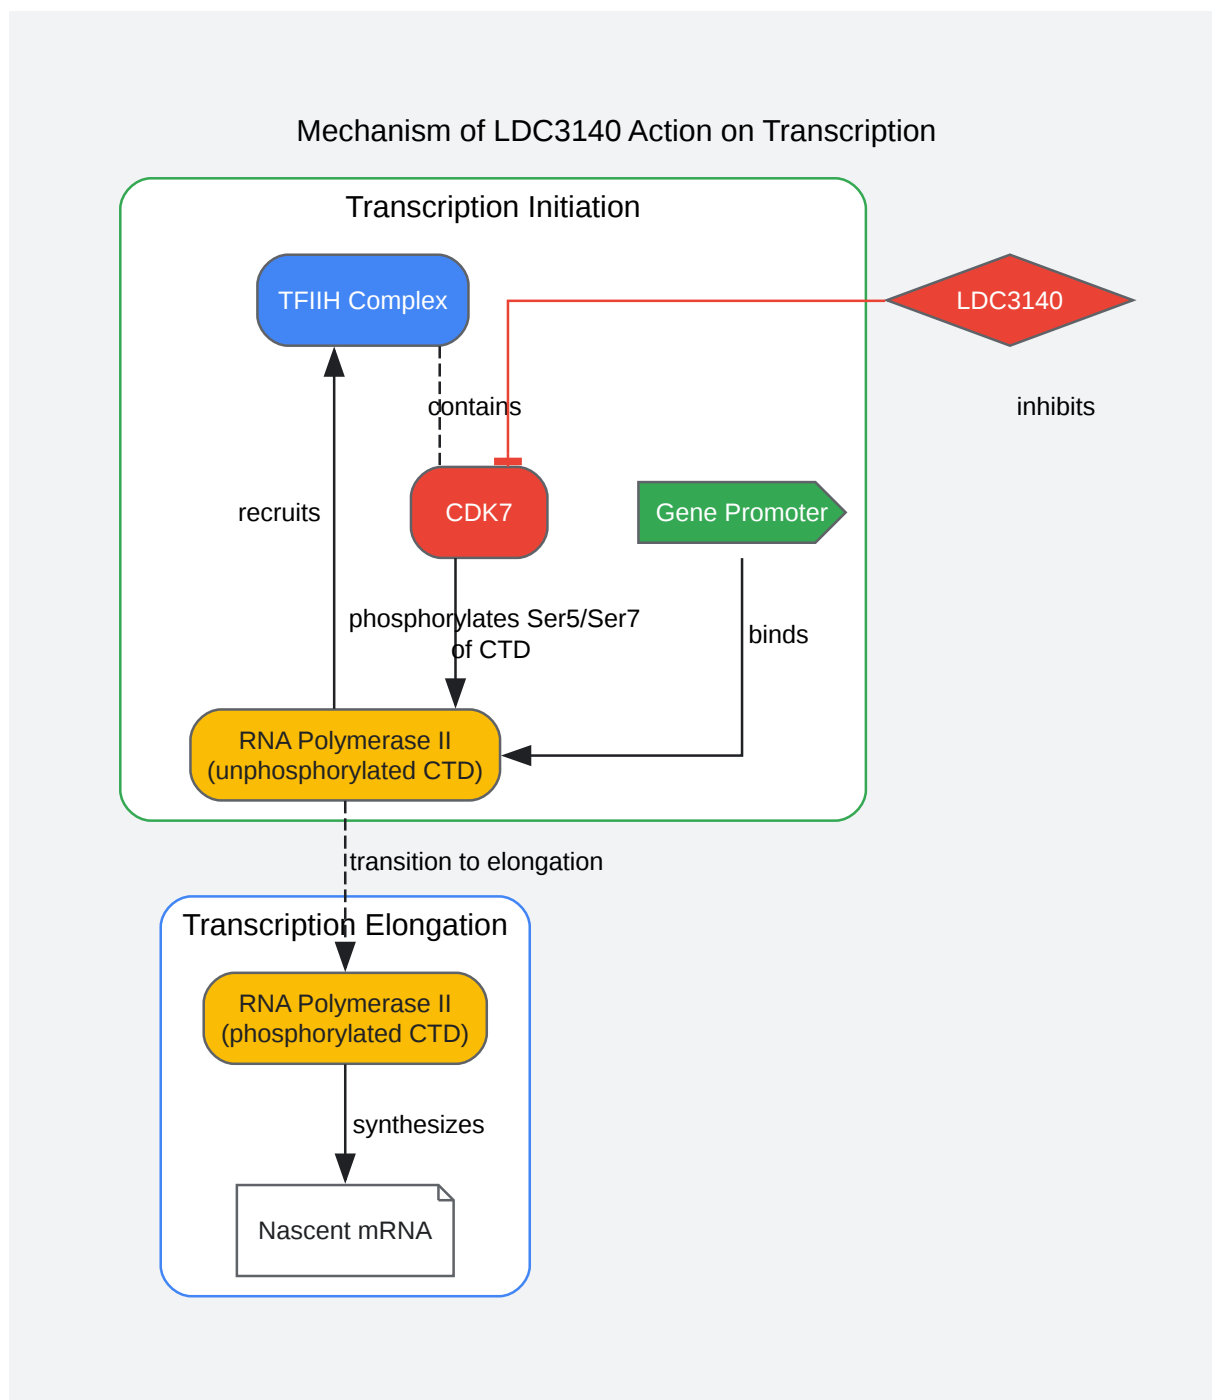 Mechanism of LDC3140 Action on Transcription
Transcription Initiation
TFIIH Complex
LDC3140
contains
inhibits
recruits
CDK7
Gene Promoter
phosphorylates Ser5/Ser7
of CTD
binds
RNA Polymerase II
(unphosphorylated CTD)
transition to elongation
Transcription Elongation
RNA Polymerase II
(phosphorylated CTD)
synthesizes
Nascent mRNA